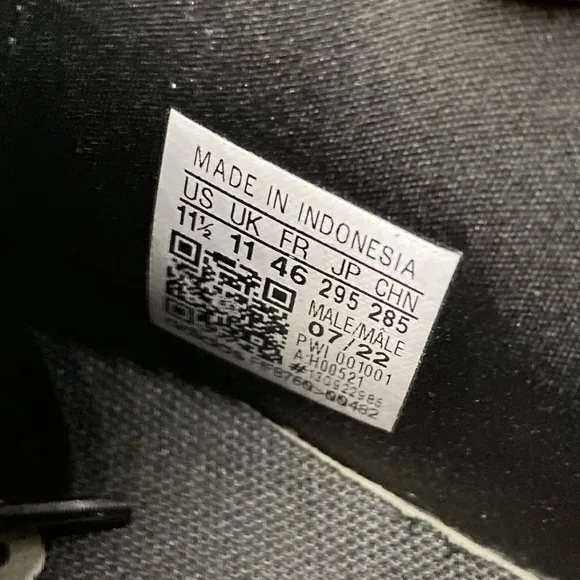 MADE IN INDONESIA
US UK FR JP CHN
11½ 11 46 295 285
MALE/MÂLE
07/22
PWI 001001
A:H00521
#130922985